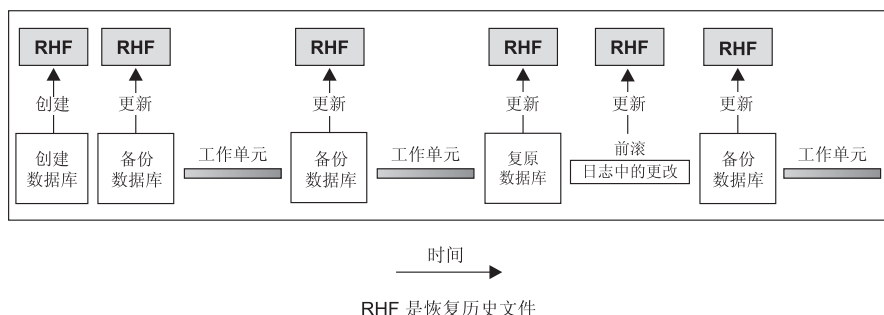 RHF RHF RHF RHF RHF RHF
创建 更新 更新 更新 更新 更新
创建
数据库
备份
数据库
工作单元
备份
数据库
工作单元
复原
数据库
前滚
日志中的更改
备份
数据库
工作单元
时间
RHF 是恢复历史文件